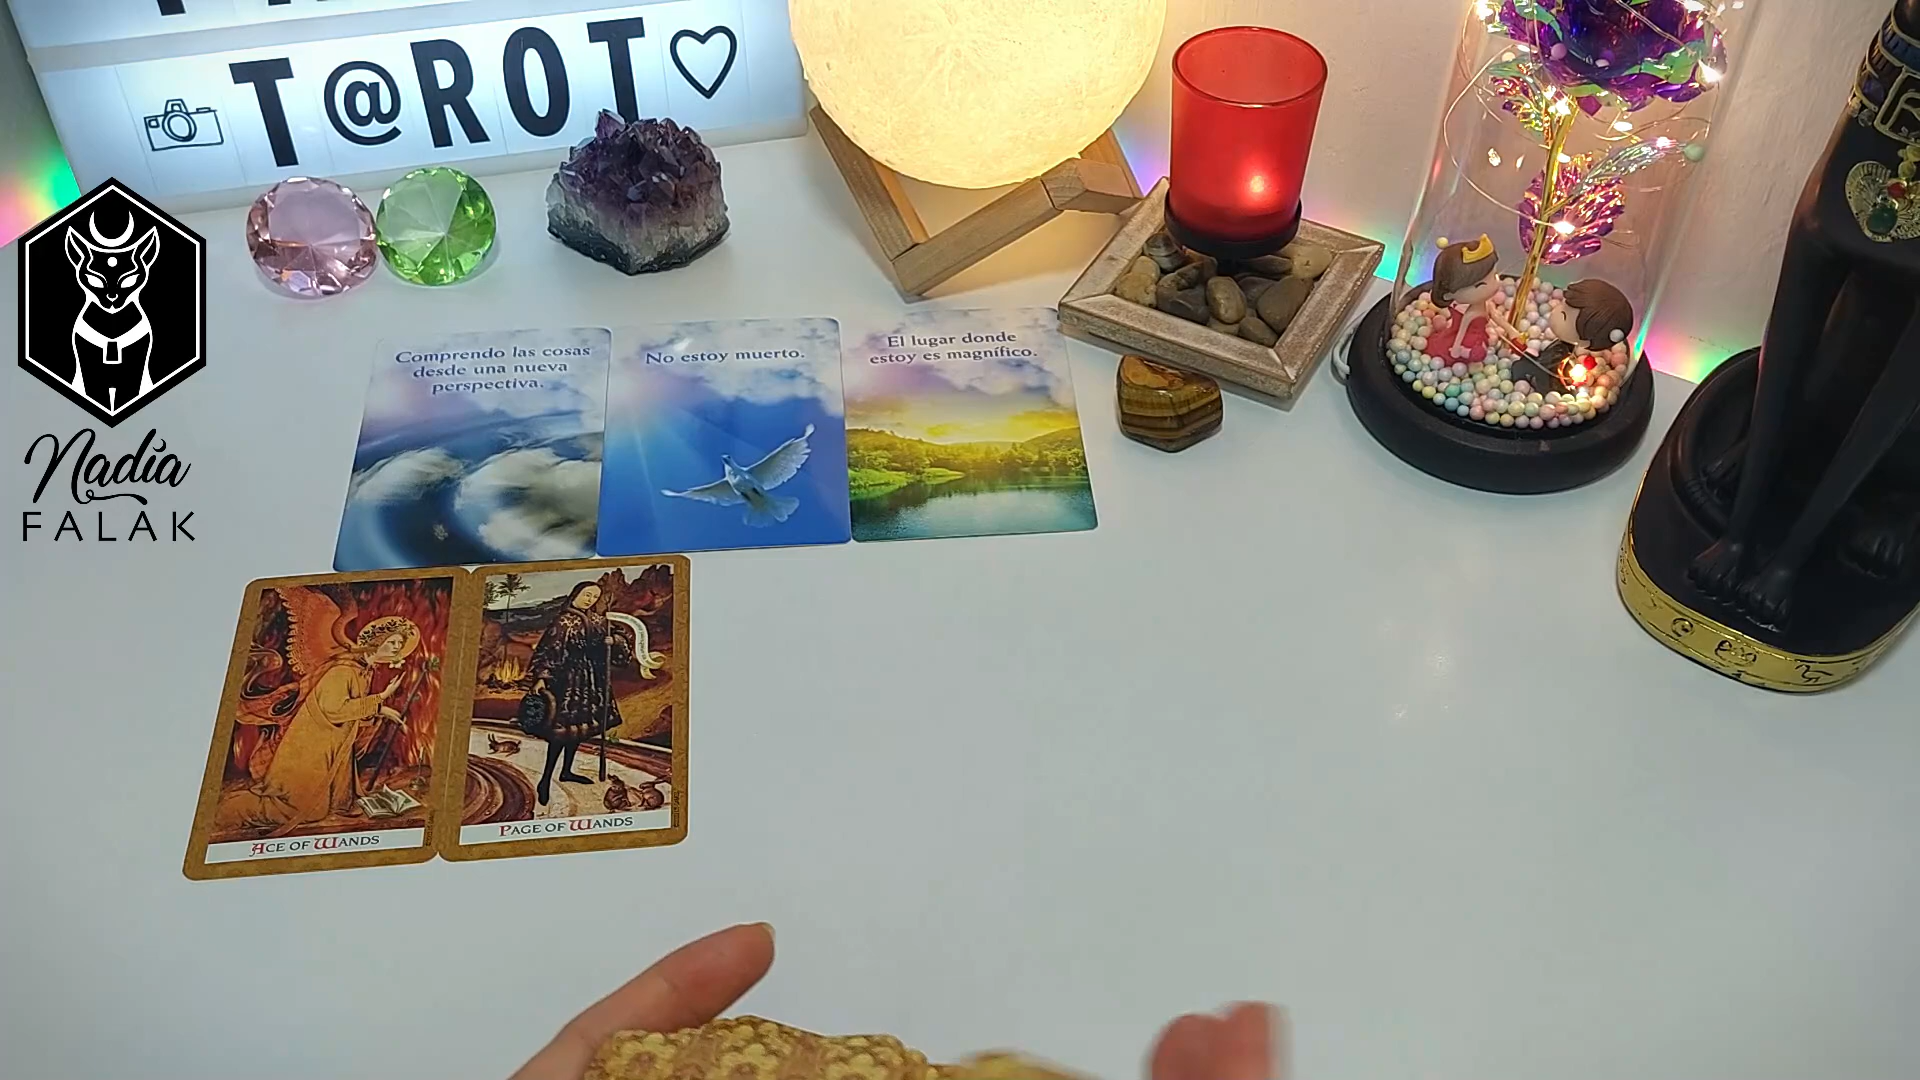 T@ROT
Comprendo las cosas
desde una nueva
perspectiva.
No estoy muerto.
El lugar donde
estoy es magnífico.
Nadia
FALAK
ACE OF WANDS
PAGE OF WANDS